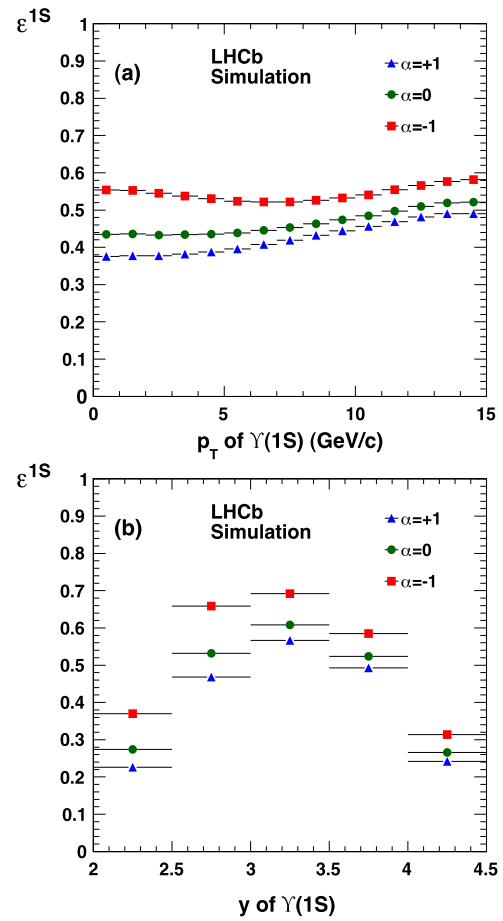 ε^1S
1
0.9
0.8
0.7
0.6
0.5
0.4
0.3
0.2
0.1
0
(a)
LHCb
Simulation
α=+1
α=0
α=-1
0 5 10 15
p_T of ϒ(1S) (GeV/c)
ε^1S
1
0.9
0.8
0.7
0.6
0.5
0.4
0.3
0.2
0.1
0
(b)
LHCb
Simulation
α=+1
α=0
α=-1
2 2.5 3 3.5 4 4.5
y of ϒ(1S)